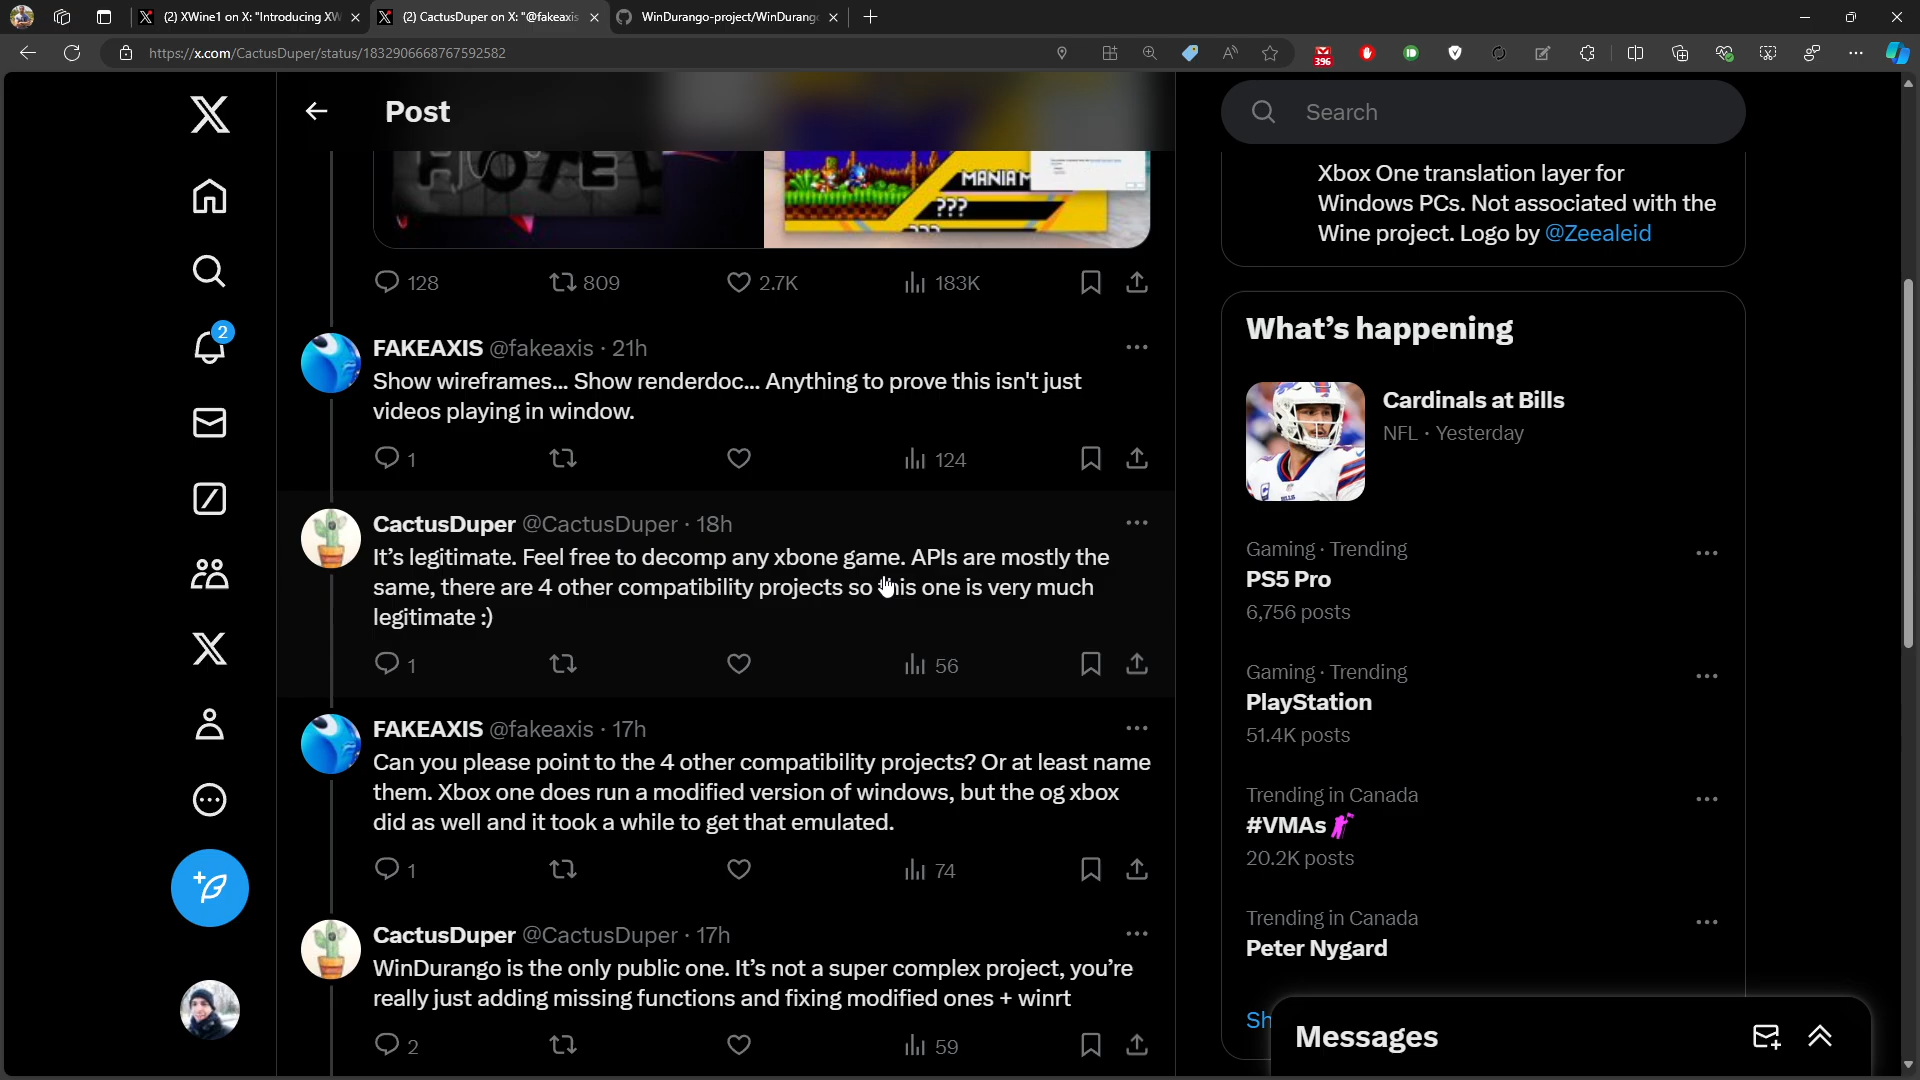 (2) XWine1 on X: "Introducing XW
(2) CactusDuper on X: "@fakeaxis
WinDurango-project/WinDurang
https://x.com/CactusDuper/status/1832906668767592582
396
Post
Search
HOTEL
MANIA M
???
???
Xbox One translation layer for
Windows PCs. Not associated with the
Wine project. Logo by @Zeealeid
128 809 2.7K 183K
2
FAKEAXIS @fakeaxis · 21h
Show wireframes... Show renderdoc... Anything to prove this isn't just
videos playing in window.
1 124
CactusDuper @CactusDuper · 18h
It's legitimate. Feel free to decomp any xbone game. APIs are mostly the
same, there are 4 other compatibility projects so this one is very much
legitimate :)
1 56
FAKEAXIS @fakeaxis · 17h
Can you please point to the 4 other compatibility projects? Or at least name
them. Xbox one does run a modified version of windows, but the og xbox
did as well and it took a while to get that emulated.
1 74
CactusDuper @CactusDuper · 17h
WinDurango is the only public one. It's not a super complex project, you're
really just adding missing functions and fixing modified ones + winrt
2 59
What's happening
Cardinals at Bills
NFL · Yesterday
Gaming · Trending
PS5 Pro
6,756 posts
Gaming · Trending
PlayStation
51.4K posts
Trending in Canada
#VMAs
20.2K posts
Trending in Canada
Peter Nygard
Sh
Messages